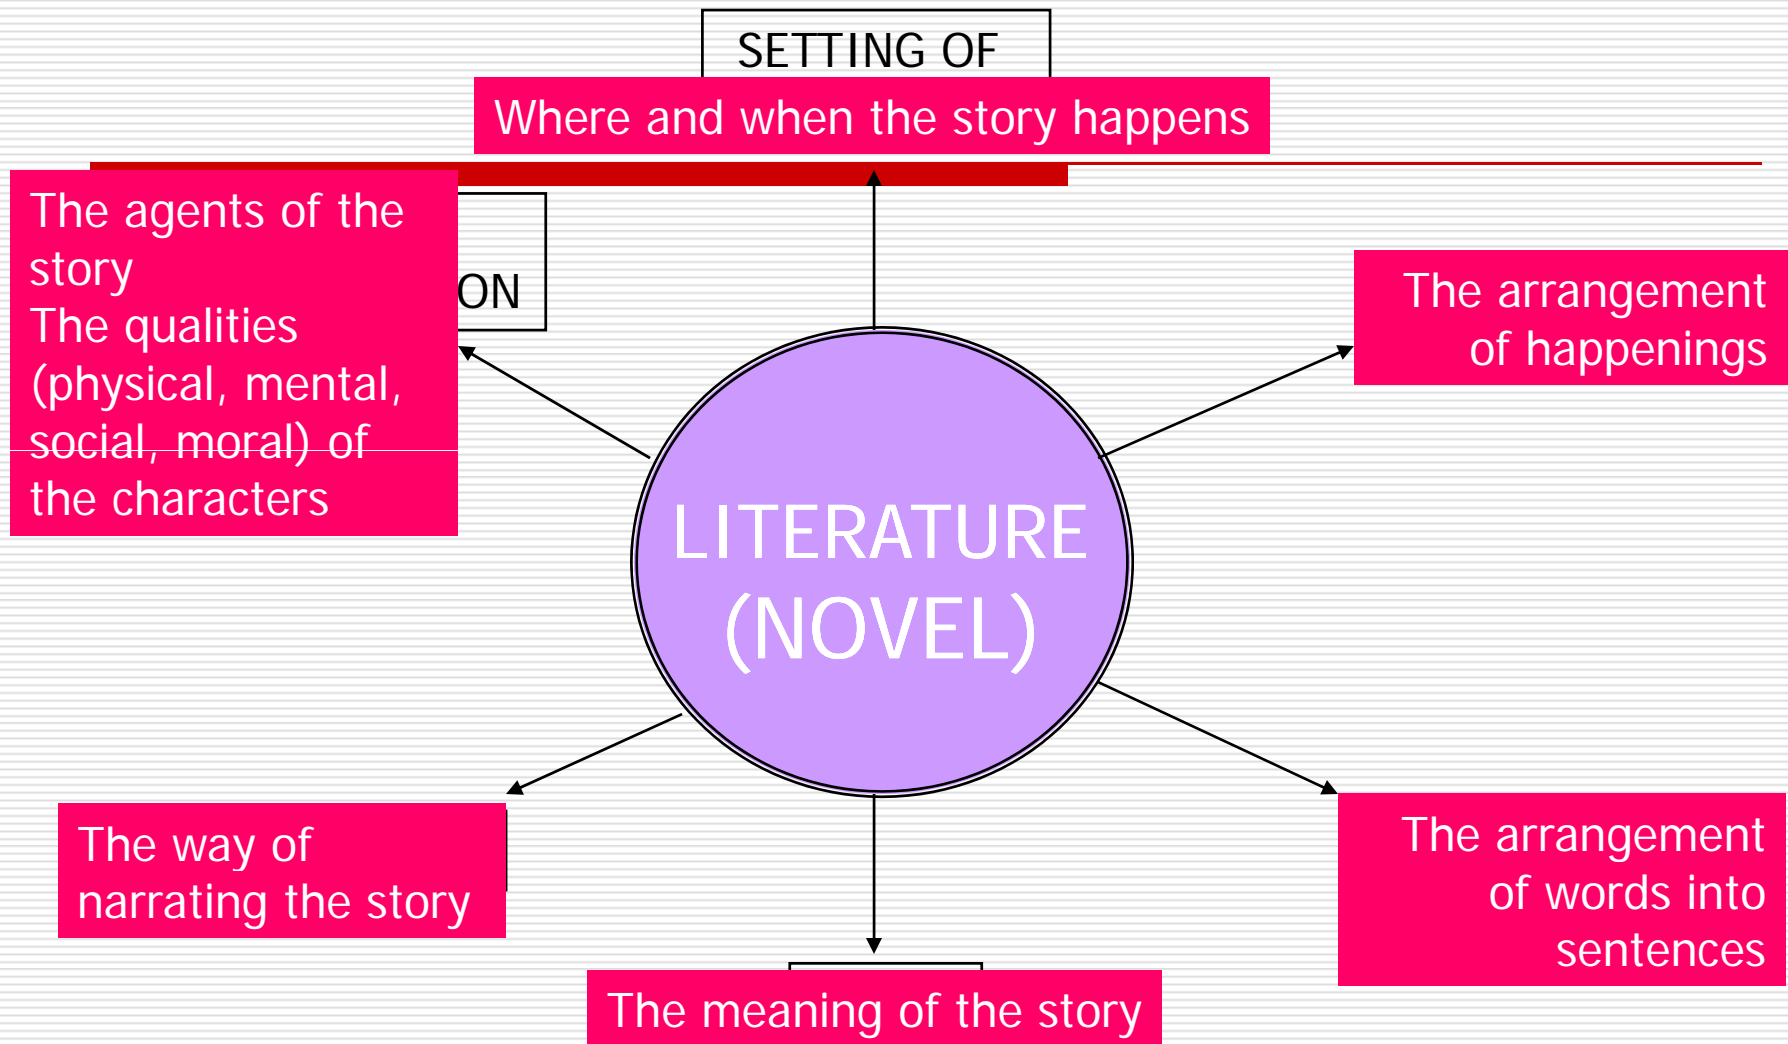 SETTING OF
Where and when the story happens
The agents of the
story
The qualities
(physical, mental,
social, moral) of
the characters
ON
The arrangement
of happenings
LITERATURE
(NOVEL)
The way of
narrating the story
The arrangement
of words into
sentences
The meaning of the story